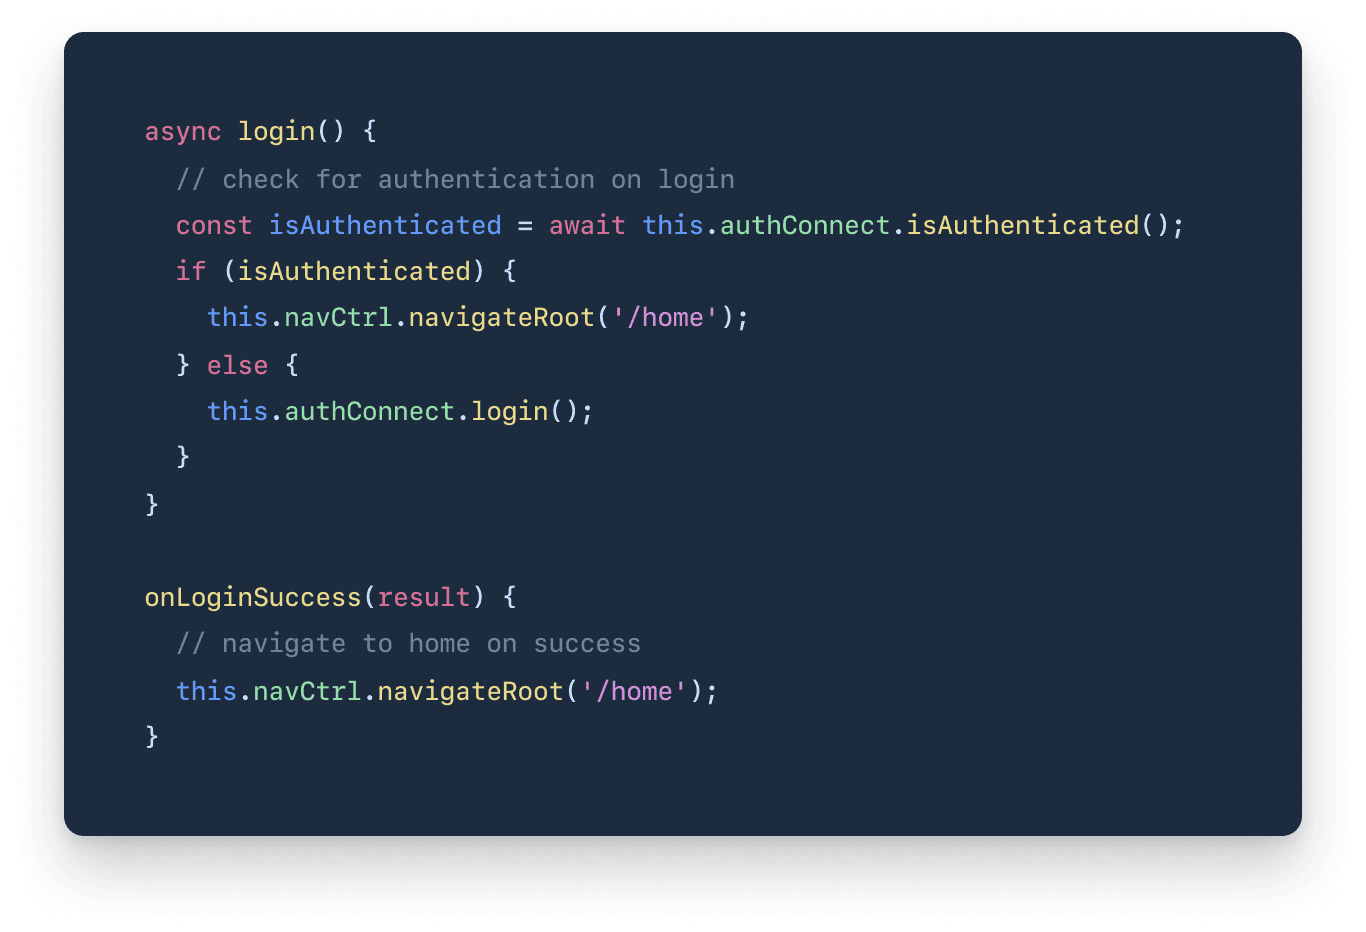 async login() {
  // check for authentication on login
  const isAuthenticated = await this.authConnect.isAuthenticated();
  if (isAuthenticated) {
    this.navCtrl.navigateRoot('/home');
  } else {
    this.authConnect.login();
  }
}

onLoginSuccess(result) {
  // navigate to home on success
  this.navCtrl.navigateRoot('/home');
}